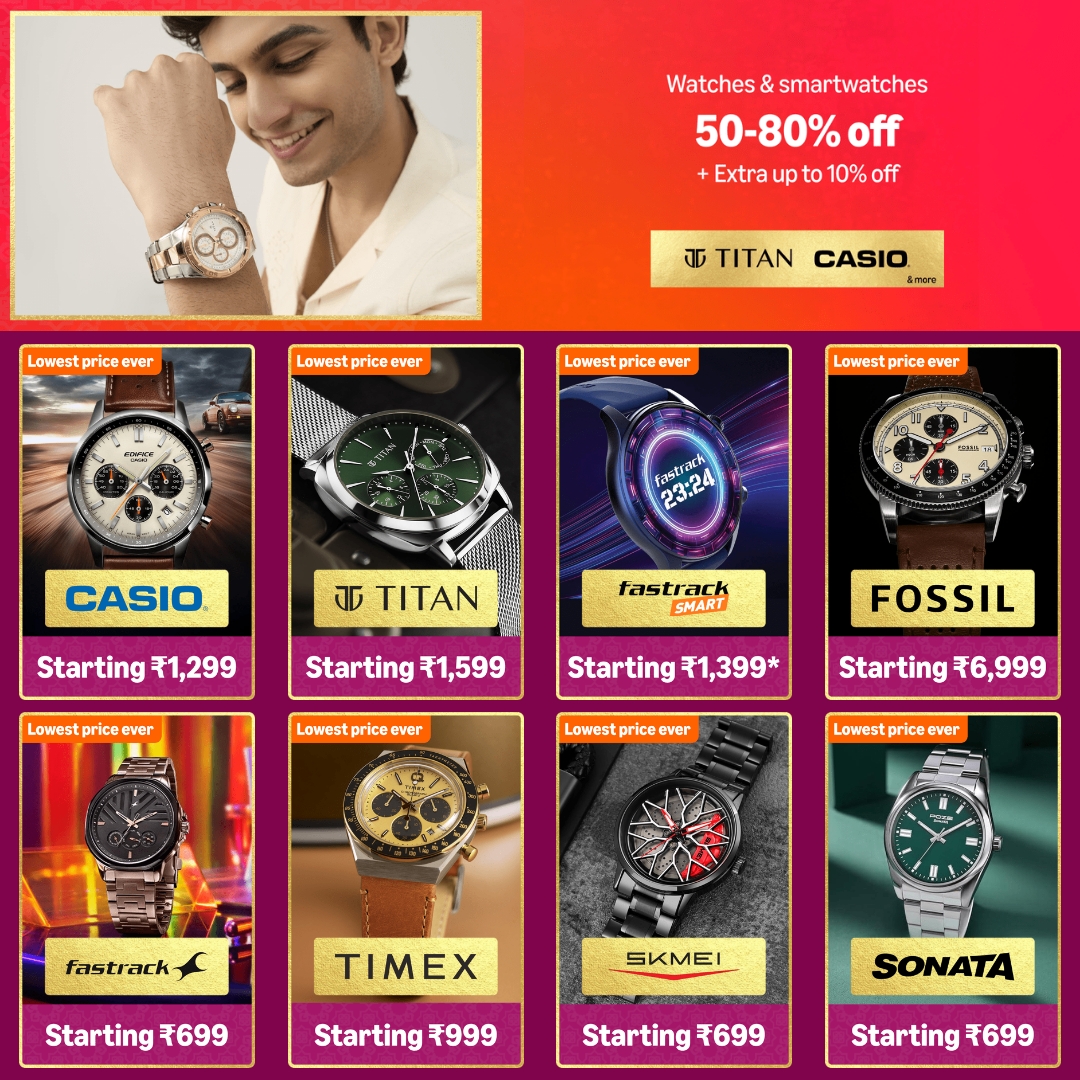 Watches & smartwatches
50-80% off
+ Extra up to 10% off
TITAN CASIO
& more
Lowest price ever
EDIFICE
CASIO
CASIO
Starting ₹1,299
Lowest price ever
TITAN
TITAN
Starting ₹1,599
Lowest price ever
fastrack
23:24
fastrack
SMART
Starting ₹1,399*
Lowest price ever
FOSSIL
FOSSIL
Starting ₹6,999
Lowest price ever
fastrack
Starting ₹699
Lowest price ever
TIMEX
TIMEX
Starting ₹999
Lowest price ever
SKMEI
Starting ₹699
Lowest price ever
POZE
SONATA
Starting ₹699